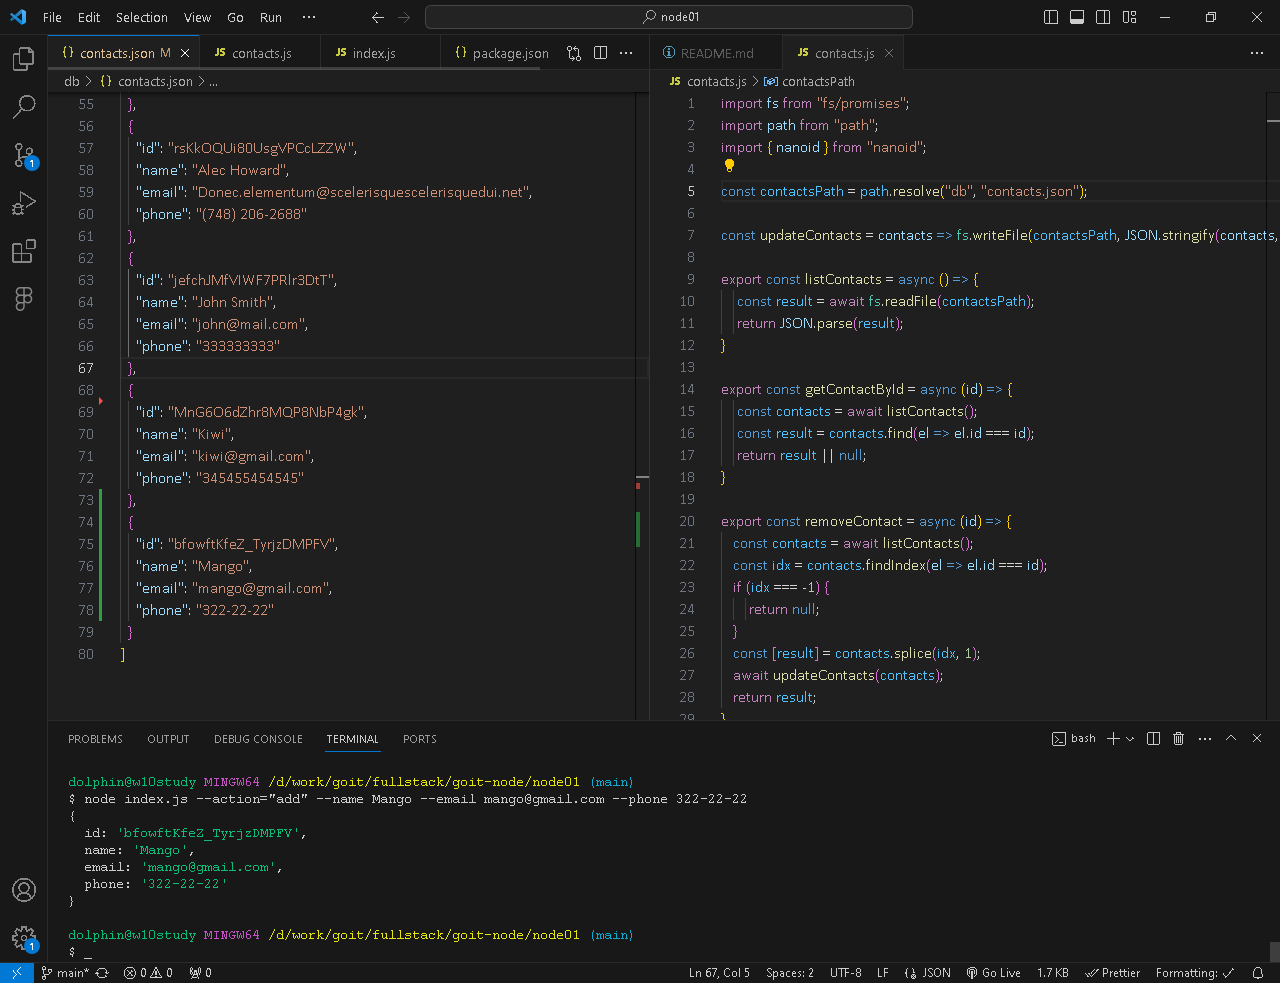 File Edit Selection View Go Run ··· node01
{} contacts.json M JS contacts.js JS index.js {} package.json ··· README.md JS contacts.js ···
db > {} contacts.json > ...
55 },
56 {
57 "id": "rsKkOQUi80UsgVPCcLZZW",
58 "name": "Alec Howard",
59 "email": "Donec.elementum@scelerisquescelerisquedui.net",
60 "phone": "(748) 206-2688"
61 },
62 {
63 "id": "jefchJMfVIWF7PRlr3DtT",
64 "name": "John Smith",
65 "email": "john@mail.com",
66 "phone": "333333333"
67 },
68 {
69 "id": "MnG6O6dZhr8MQP8NbP4gk",
70 "name": "Kiwi",
71 "email": "kiwi@gmail.com",
72 "phone": "345455454545"
73 },
74 {
75 "id": "bfowftKfeZ_TyrjzDMPFV",
76 "name": "Mango",
77 "email": "mango@gmail.com",
78 "phone": "322-22-22"
79 }
80 ]
JS contacts.js > contactsPath
1 import fs from "fs/promises";
2 import path from "path";
3 import { nanoid } from "nanoid";
4
5 const contactsPath = path.resolve("db", "contacts.json");
6
7 const updateContacts = contacts => fs.writeFile(contactsPath, JSON.stringify(contacts,
8
9 export const listContacts = async () => {
10 const result = await fs.readFile(contactsPath);
11 return JSON.parse(result);
12 }
13
14 export const getContactById = async (id) => {
15 const contacts = await listContacts();
16 const result = contacts.find(el => el.id === id);
17 return result || null;
18 }
19
20 export const removeContact = async (id) => {
21 const contacts = await listContacts();
22 const idx = contacts.findIndex(el => el.id === id);
23 if (idx === -1) {
24 return null;
25 }
26 const [result] = contacts.splice(idx, 1);
27 await updateContacts(contacts);
28 return result;
29 }
PROBLEMS OUTPUT DEBUG CONSOLE TERMINAL PORTS bash ···
dolphin@w10study MINGW64 /d/work/goit/fullstack/goit-node/node01 (main)
$ node index.js --action="add" --name Mango --email mango@gmail.com --phone 322-22-22
{
id: 'bfowftKfeZ_TyrjzDMPFV',
name: 'Mango',
email: 'mango@gmail.com',
phone: '322-22-22'
}
dolphin@w10study MINGW64 /d/work/goit/fullstack/goit-node/node01 (main)
$ _
1
1
main* 0 0 0 Ln 67, Col 5 Spaces: 2 UTF-8 LF {} JSON Go Live 1.7 KB Prettier Formatting: ✓